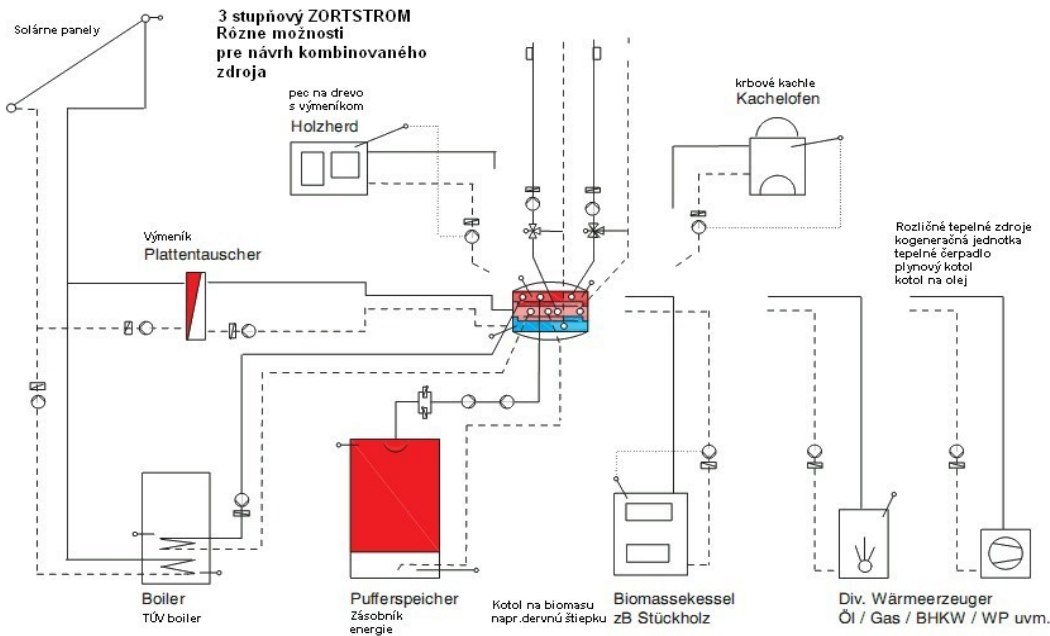 3 stupňový ZORTSTROM
Rôzne možnosti
pre návrh kombinovaného
zdroja
Solárne panely
pec na drevo
s výmeníkom
Holzherd
krbové kachle
Kachelofen
Výmeník
Plattentauscher
Rozličné tepelné zdroje
kogeneračná jednotka
tepelné čerpadlo
plynový kotol
kotol na olej
Boiler
TÚV boiler
Pufferspeicher
Zásobník
energie
Kotol na biomasu
napr.dervnú štiepku
Biomassekessel
zB Stückholz
Div. Wärmeerzeuger
Öl / Gas / BHKW / WP uvm.